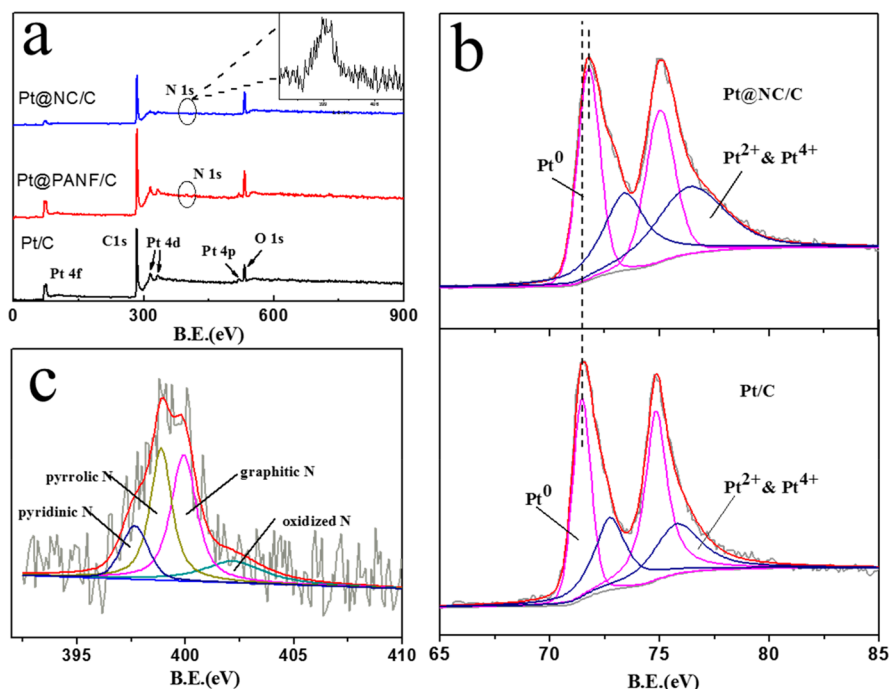 a
N 1s
399
Pt@NC/C
Pt@PANF/C
N 1s
Pt/C
C1s
Pt 4d
Pt 4f
Pt 4p
O 1s
0 300 600 900
B.E.(eV)
b
Pt@NC/C
Pt0
Pt2+ & Pt4+
Pt/C
Pt0
Pt2+ & Pt4+
65 70 75 80 85
B.E.(eV)
c
pyrrolic N
graphitic N
pyridinic N
oxidized N
395 400 405 410
B.E.(eV)